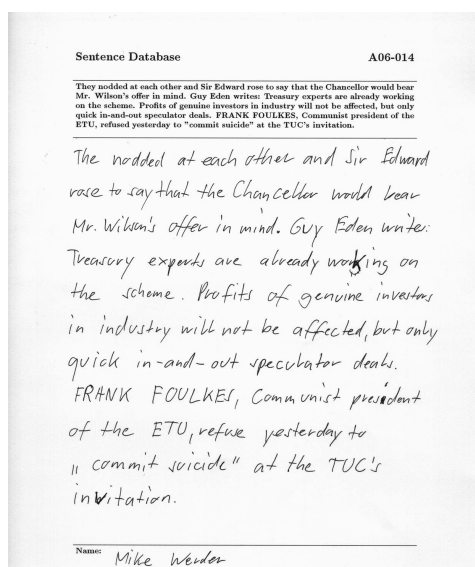 Sentence Database A06-014
They nodded at each other and Sir Edward rose to say that the Chancellor would bear
Mr. Wilson's offer in mind. Guy Eden writes: Treasury experts are already working
on the scheme. Profits of genuine investors in industry will not be affected, but only
quick in-and-out speculator deals. FRANK FOULKES, Communist president of the
ETU, refused yesterday to "commit suicide" at the TUC's invitation.
The nodded at each other and Sir Edward
rose to say that the Chancellor would bear
Mr. Wilson's offer in mind. Guy Eden write:
Treasury experts are already working on
the scheme. Profits of genuine investors
in industry will not be affected, but only
quick in-and-out speculator deals.
FRANK FOULKES, Communist president
of the ETU, refuse yesterday to
„ commit suicide" at the TUC's
invitation.
Name: Mike Werder